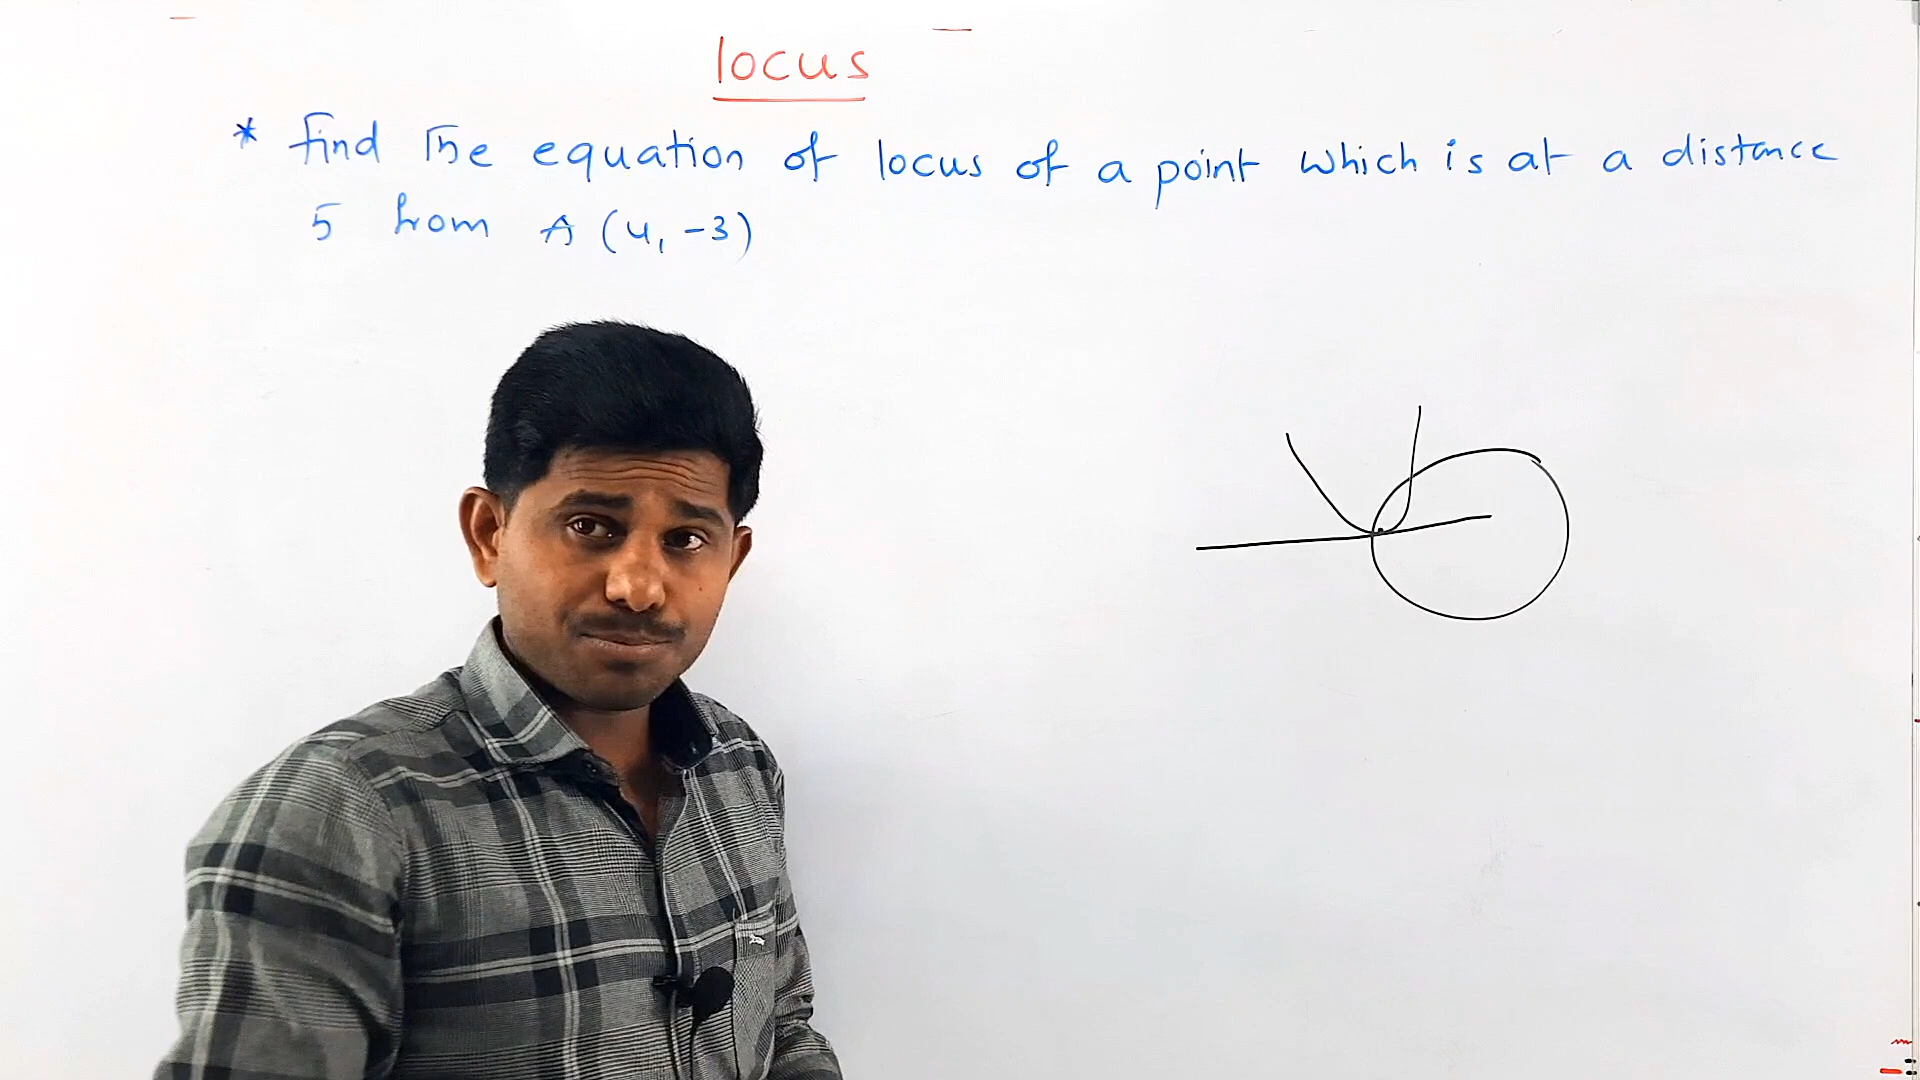 locus
* find the equation of locus of a point which is at a distance
5 from A (4, -3)